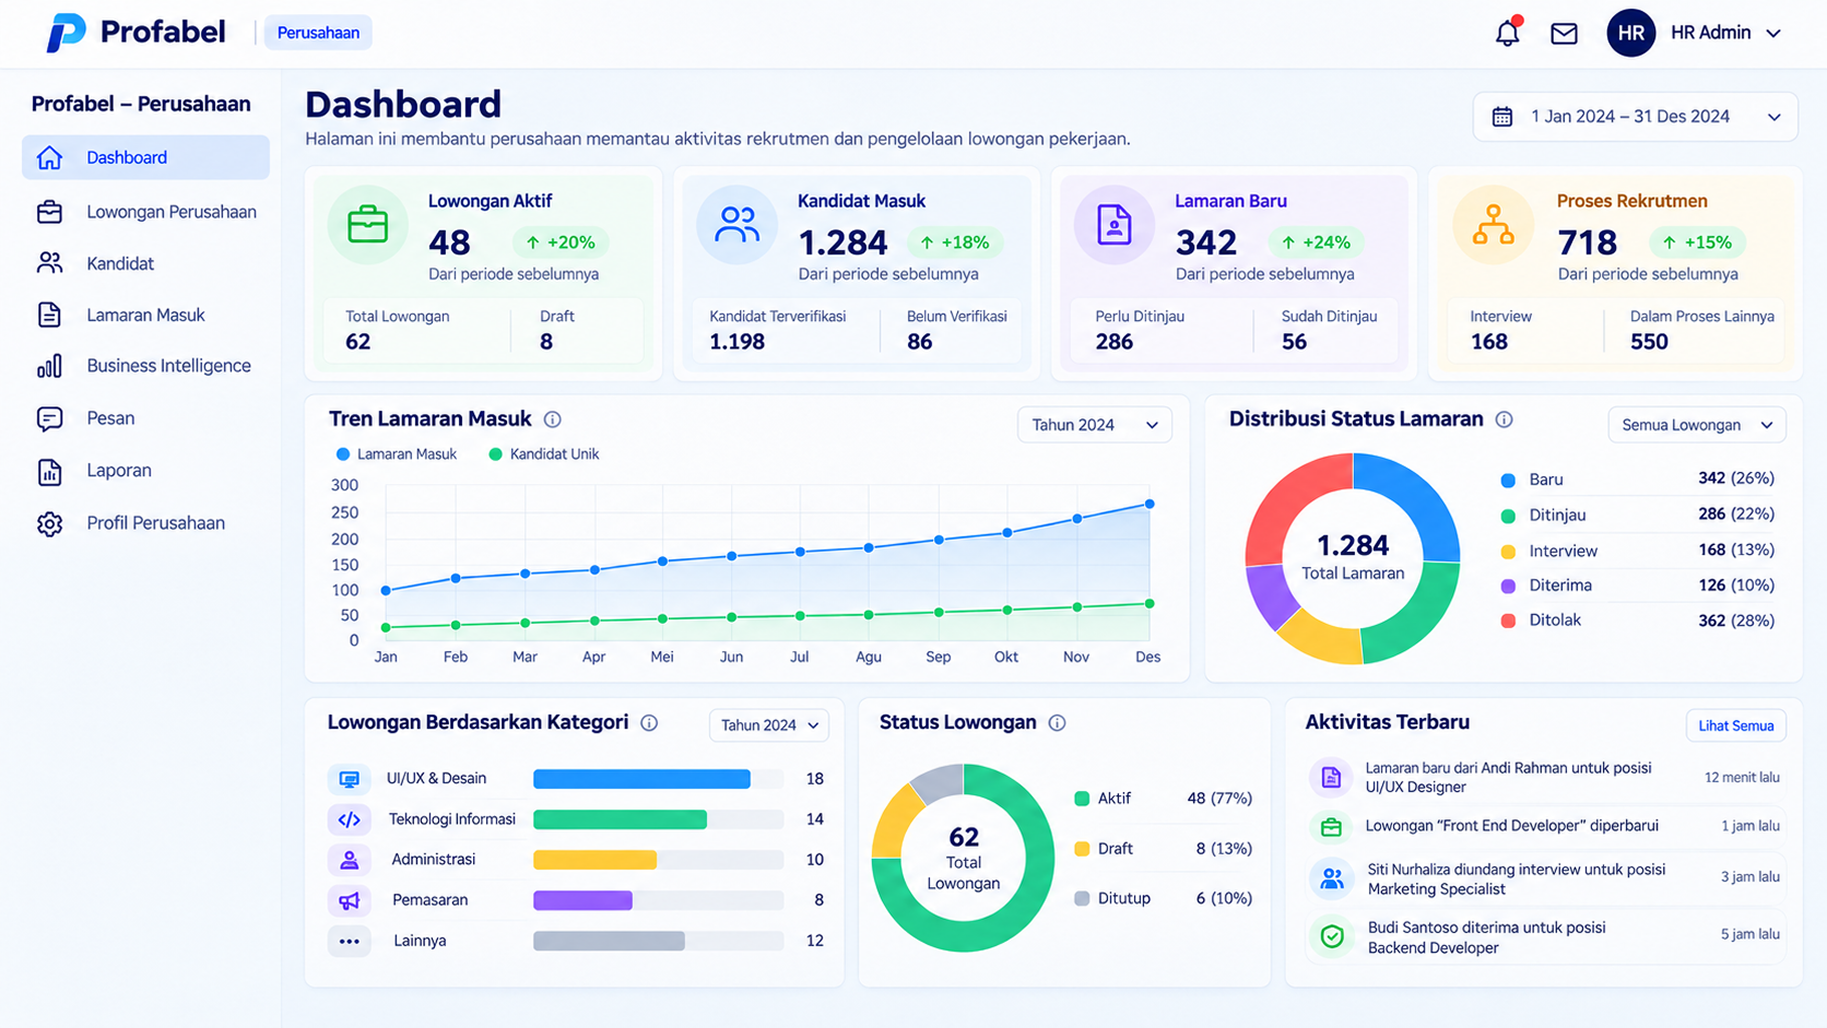 Profabel
Perusahaan
HR
HR Admin
Profabel – Perusahaan
Dashboard
Lowongan Perusahaan
Kandidat
Lamaran Masuk
Business Intelligence
Pesan
Laporan
Profil Perusahaan
Dashboard
Halaman ini membantu perusahaan memantau aktivitas rekrutmen dan pengelolaan lowongan pekerjaan.
1 Jan 2024 – 31 Des 2024
Lowongan Aktif
48 ↑ +20%
Dari periode sebelumnya
Total Lowongan Draft
62 8
Kandidat Masuk
1.284 ↑ +18%
Dari periode sebelumnya
Kandidat Terverifikasi Belum Verifikasi
1.198 86
Lamaran Baru
342 ↑ +24%
Dari periode sebelumnya
Perlu Ditinjau Sudah Ditinjau
286 56
Proses Rekrutmen
718 ↑ +15%
Dari periode sebelumnya
Interview Dalam Proses Lainnya
168 550
Tren Lamaran Masuk
Tahun 2024
Lamaran Masuk Kandidat Unik
300
250
200
150
100
50
0
Jan Feb Mar Apr Mei Jun Jul Agu Sep Okt Nov Des
Distribusi Status Lamaran
Semua Lowongan
1.284
Total Lamaran
Baru 342 (26%)
Ditinjau 286 (22%)
Interview 168 (13%)
Diterima 126 (10%)
Ditolak 362 (28%)
Lowongan Berdasarkan Kategori
Tahun 2024
UI/UX & Desain 18
Teknologi Informasi 14
Administrasi 10
Pemasaran 8
Lainnya 12
Status Lowongan
62
Total
Lowongan
Aktif 48 (77%)
Draft 8 (13%)
Ditutup 6 (10%)
Aktivitas Terbaru
Lihat Semua
Lamaran baru dari Andi Rahman untuk posisi
UI/UX Designer
12 menit lalu
Lowongan “Front End Developer” diperbarui
1 jam lalu
Siti Nurhaliza diundang interview untuk posisi
Marketing Specialist
3 jam lalu
Budi Santoso diterima untuk posisi
Backend Developer
5 jam lalu